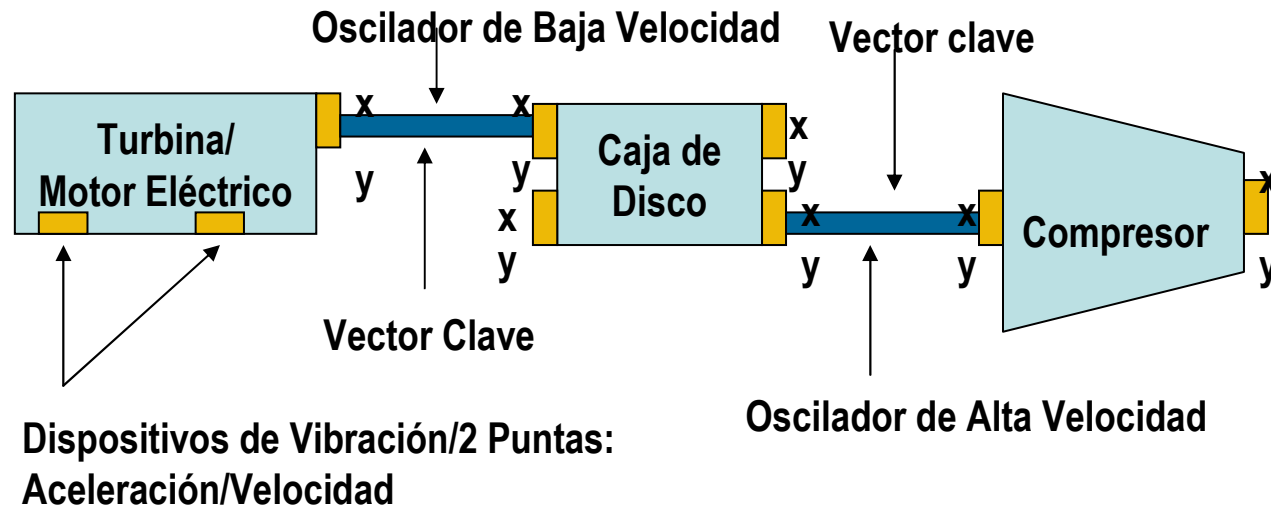 Oscilador de Baja Velocidad
Vector clave
x
x
Turbina/
Motor Eléctrico
y
y
Caja de
Disco
x
y
x
y
x
x
y
y
Compresor
x
y
Vector Clave
Oscilador de Alta Velocidad
Dispositivos de Vibración/2 Puntas:
Aceleración/Velocidad